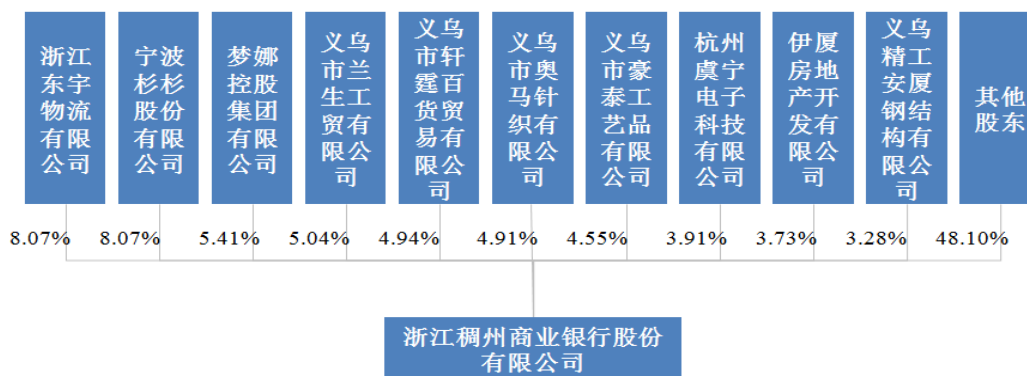 浙江
东宇
物流
有限
公司
宁波
杉杉
股份
有限
公司
梦娜
控股
集团
有限
公司
义乌
市兰
生工
贸有
限公
司
义乌
市轩
霆百
货贸
易有
限公司
义乌
市奥
马针
织有
限公
司
义乌
市豪
泰工
艺品
有限
公司
杭州
虞宁
电子
科技
有限
公司
伊厦
房地
产开
发有
限公
司
义乌
精工
安厦
钢结
构有
限公司
其他
股东
8.07%
8.07%
5.41%
5.04%
4.94%
4.91%
4.55%
3.91%
3.73%
3.28%
48.10%
浙江稠州商业银行股份
有限公司